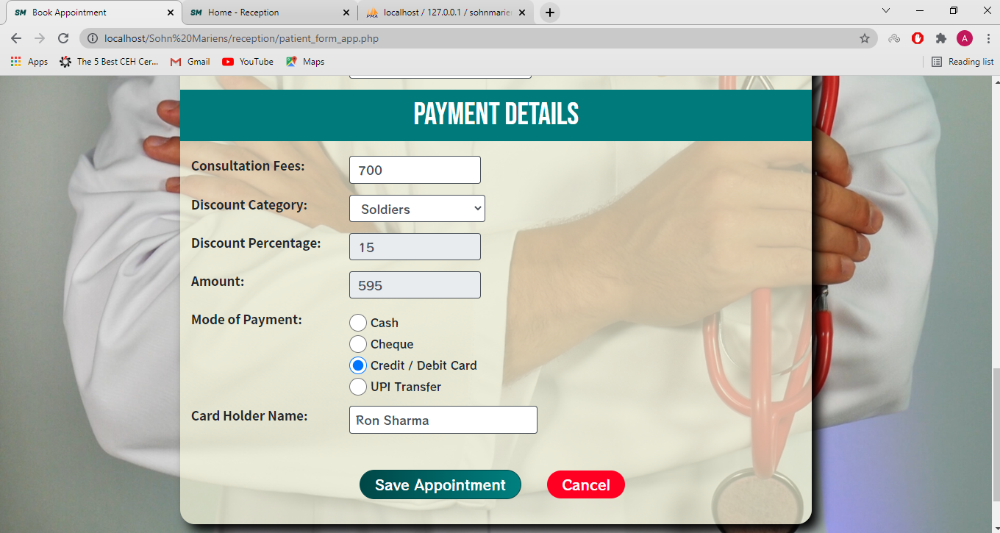 SM Book Appointment
SM Home - Reception
PMA localhost / 127.0.0.1 / sohnmarie
localhost/Sohn%20Mariens/reception/patient_form_app.php
A
Apps
The 5 Best CEH Cer...
Gmail
YouTube
Maps
Reading list
PAYMENT DETAILS
Consultation Fees: 700
Discount Category: Soldiers
Discount Percentage: 15
Amount: 595
Mode of Payment: Cash
Cheque
Credit / Debit Card
UPI Transfer
Card Holder Name: Ron Sharma
Save Appointment Cancel